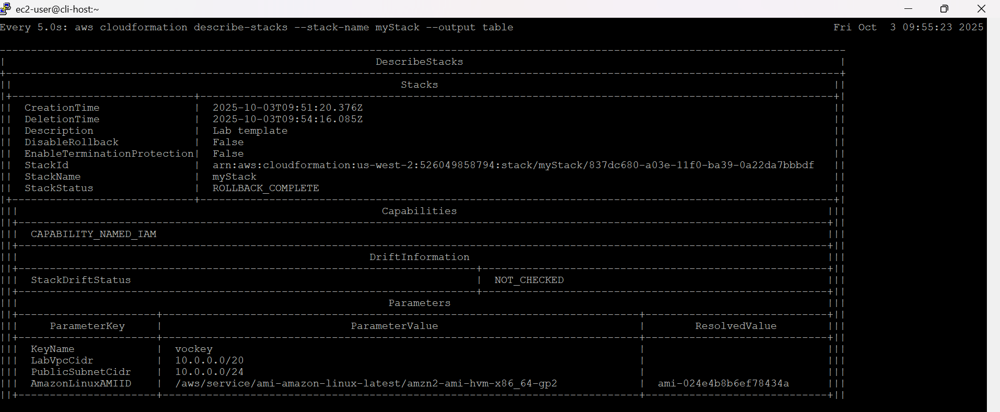 ec2-user@cli-host:~
Every 5.0s: aws cloudformation describe-stacks --stack-name myStack --output table Fri Oct 3 09:55:23 2025
DescribeStacks
Stacks
CreationTime | 2025-10-03T09:51:20.376Z
DeletionTime | 2025-10-03T09:54:16.085Z
Description | Lab template
DisableRollback | False
EnableTerminationProtection| False
StackId | arn:aws:cloudformation:us-west-2:526049858794:stack/myStack/837dc680-a03e-11f0-ba39-0a22da7bbbdf
StackName | myStack
StackStatus | ROLLBACK_COMPLETE
Capabilities
CAPABILITY_NAMED_IAM
DriftInformation
StackDriftStatus | NOT_CHECKED
Parameters
ParameterKey | ParameterValue | ResolvedValue
KeyName | vockey |
LabVpcCidr | 10.0.0.0/20 |
PublicSubnetCidr | 10.0.0.0/24 |
AmazonLinuxAMIID | /aws/service/ami-amazon-linux-latest/amzn2-ami-hvm-x86_64-gp2 | ami-024e4b8b6ef78434a